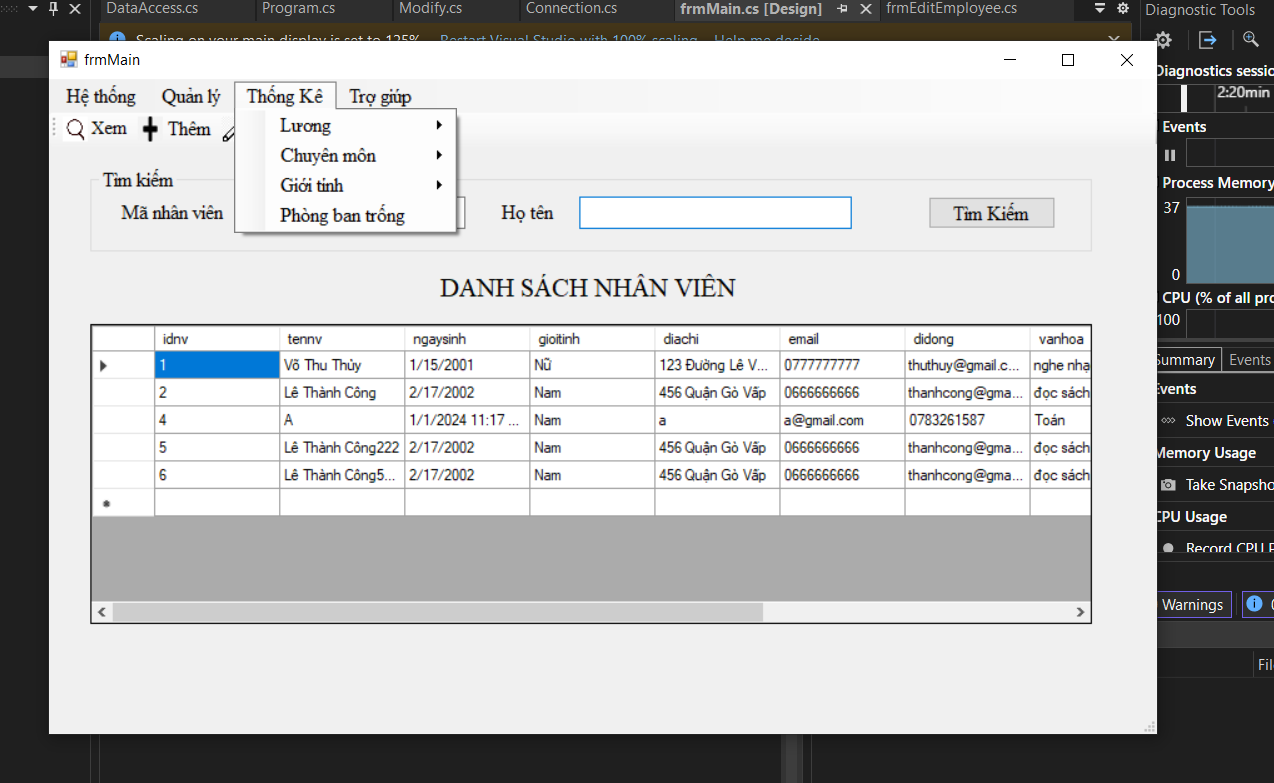 DataAccess.cs Program.cs Modify.cs Connection.cs frmMain.cs [Design] frmEditEmployee.cs
Diagnostic Tools
Scaling on your main display is set to 125%. Restart Visual Studio with 100% scaling Help me decide
frmMain
Diagnostics sessio
2:20min
Hệ thống Quản lý Thống Kê Trợ giúp
Xem Thêm
Lương
Chuyên môn
Giới tính
Phòng ban trống
Events
Process Memory
37
0
CPU (% of all pro
100
Tìm kiếm
Mã nhân viên Họ tên Tìm Kiếm
DANH SÁCH NHÂN VIÊN
idnv tennv ngaysinh gioitinh diachi email didong vanhoa
1 Võ Thu Thủy 1/15/2001 Nữ 123 Đường Lê V... 0777777777 thuthuy@gmail.c... nghe nhạ
2 Lê Thành Công 2/17/2002 Nam 456 Quận Gò Vấp 0666666666 thanhcong@gma... đọc sách
4 A 1/1/2024 11:17 ... Nam a a@gmail.com 0783261587 Toán
5 Lê Thành Công222 2/17/2002 Nam 456 Quận Gò Vấp 0666666666 thanhcong@gma... đọc sách
6 Lê Thành Công5... 2/17/2002 Nam 456 Quận Gò Vấp 0666666666 thanhcong@gma... đọc sách
Summary Events
Events
Show Events
Memory Usage
Take Snapsho
CPU Usage
Record CPU P
Warnings 0
Fil